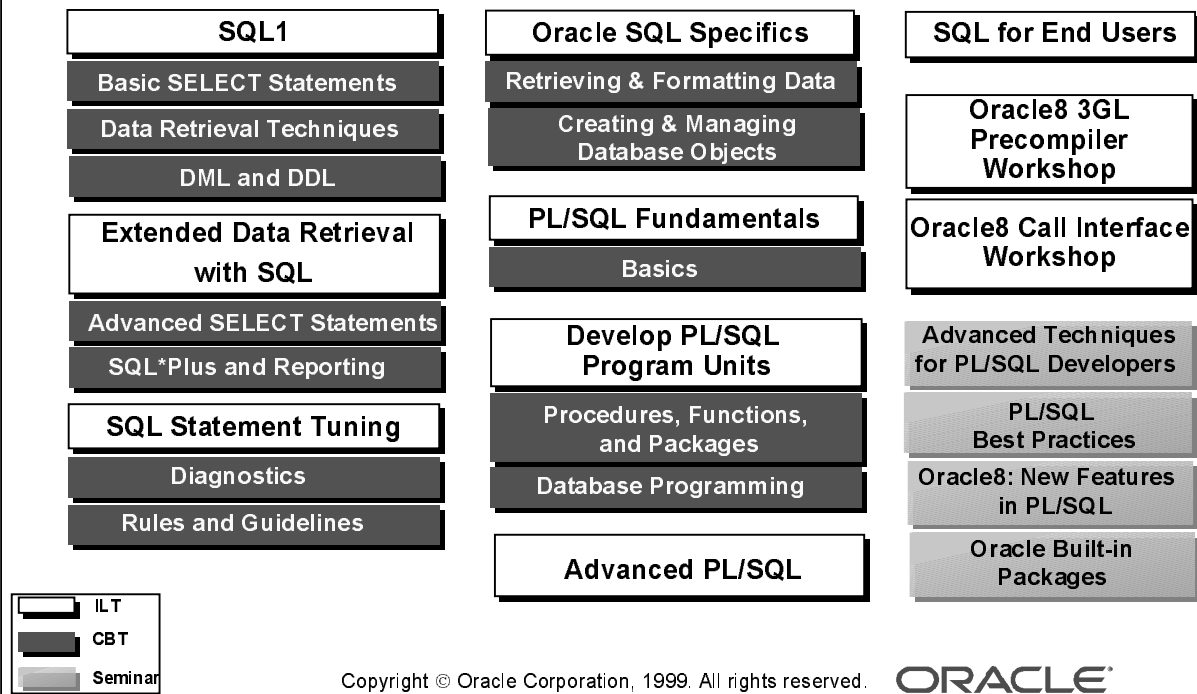 SQL1
Basic SELECT Statements
Data Retrieval Techniques
DML and DDL
Extended Data Retrieval
with SQL
Advanced SELECT Statements
SQL*Plus and Reporting
SQL Statement Tuning
Diagnostics
Rules and Guidelines
Oracle SQL Specifics
Retrieving & Formatting Data
Creating & Managing
Database Objects
PL/SQL Fundamentals
Basics
Develop PL/SQL
Program Units
Procedures, Functions,
and Packages
Database Programming
Advanced PL/SQL
SQL for End Users
Oracle8 3GL
Precompiler
Workshop
Oracle8 Call Interface
Workshop
Advanced Techniques
for PL/SQL Developers
PL/SQL
Best Practices
Oracle8: New Features
in PL/SQL
Oracle Built-in
Packages
ILT
CBT
Seminar
Copyright © Oracle Corporation, 1999. All rights reserved.
ORACLE®